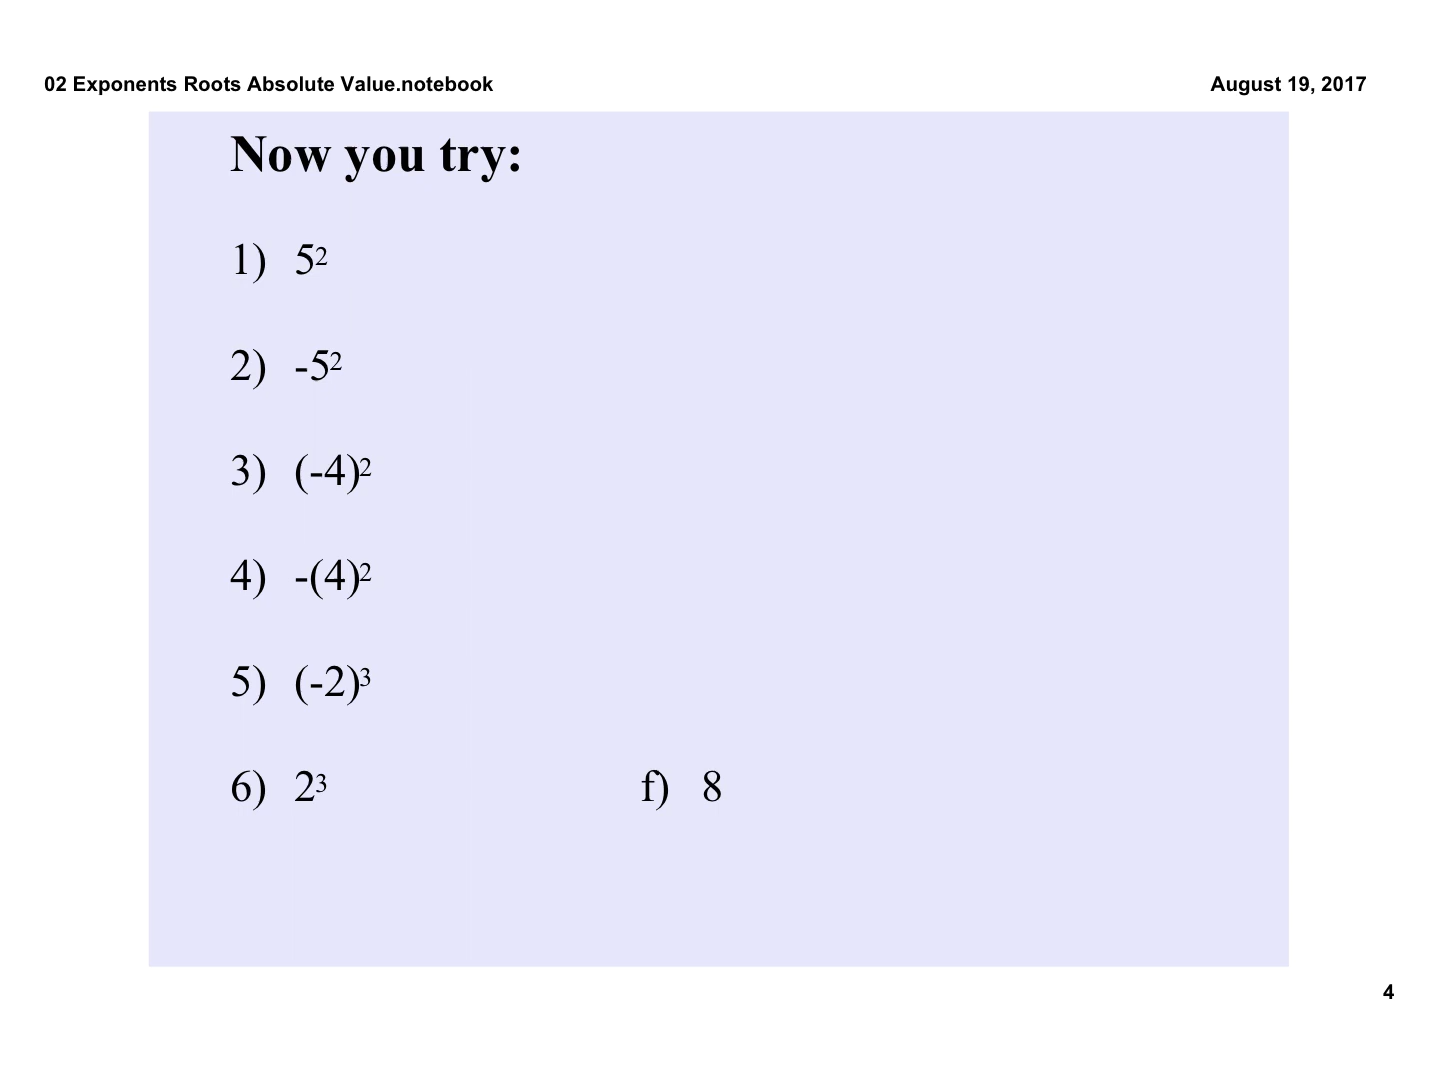 02 Exponents Roots Absolute Value.notebook August 19, 2017
Now you try:
1) 5²
2) -5²
3) (-4)²
4) -(4)²
5) (-2)³
6) 2³ f) 8
4